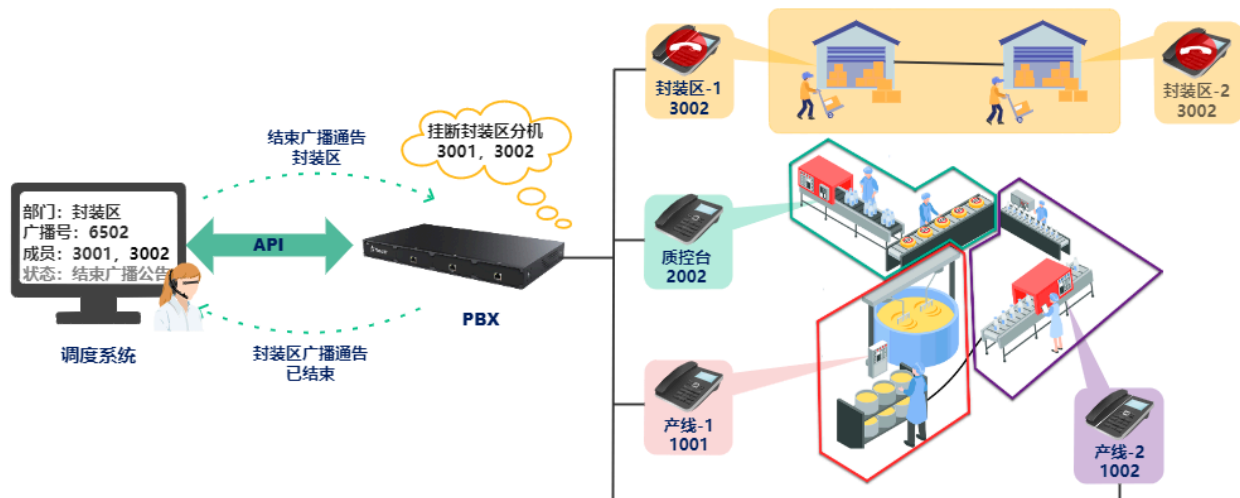 封装区-1
3002
封装区-2
3002
结束广播通告
封装区
挂断封装区分机
3001，3002
部门：封装区
广播号：6502
成员：3001，3002
状态：结束广播公告
API
质控台
2002
PBX
调度系统
封装区广播通告
已结束
产线-1
1001
产线-2
1002